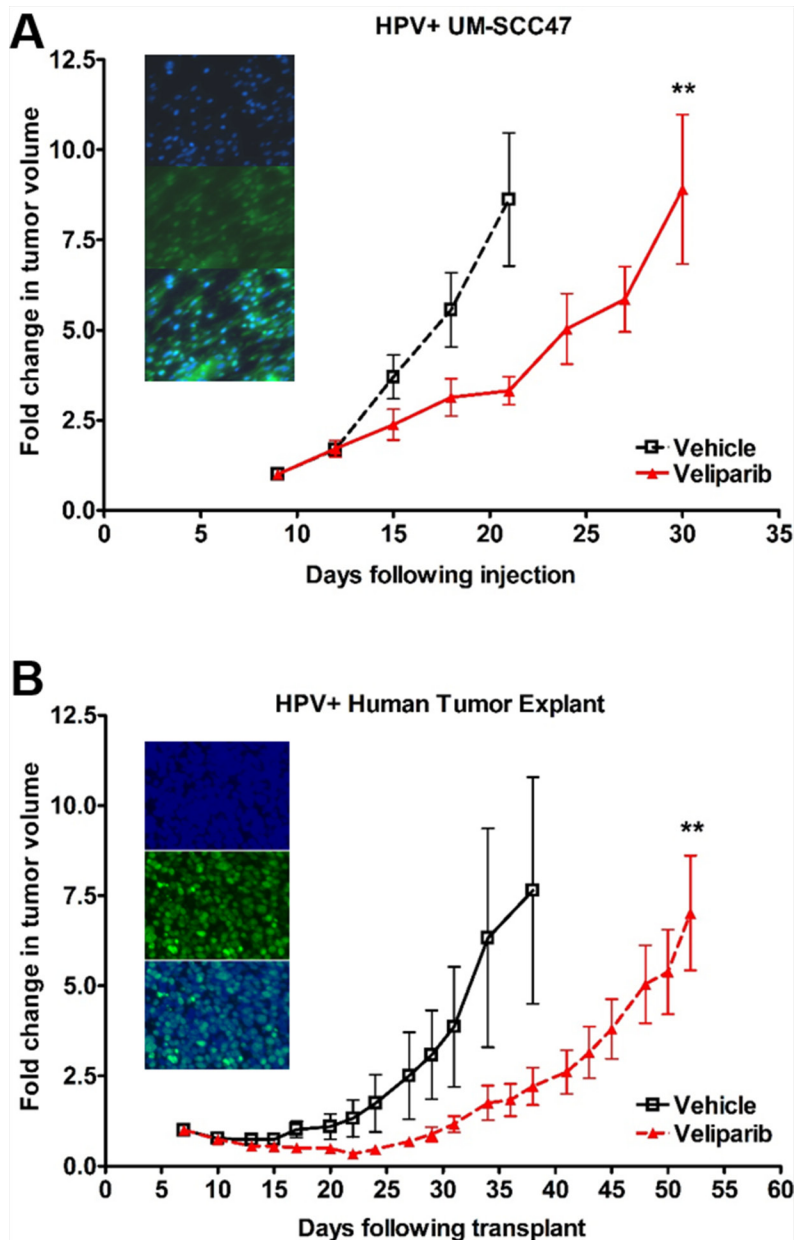 A
HPV+ UM-SCC47
12.5
10.0
7.5
5.0
2.5
0.0
Fold change in tumor volume
**
Vehicle
Veliparib
0 5 10 15 20 25 30 35
Days following injection
B
HPV+ Human Tumor Explant
12.5
10.0
7.5
5.0
2.5
0.0
Fold change in tumor volume
**
Vehicle
Veliparib
0 5 10 15 20 25 30 35 40 45 50 55 60
Days following transplant